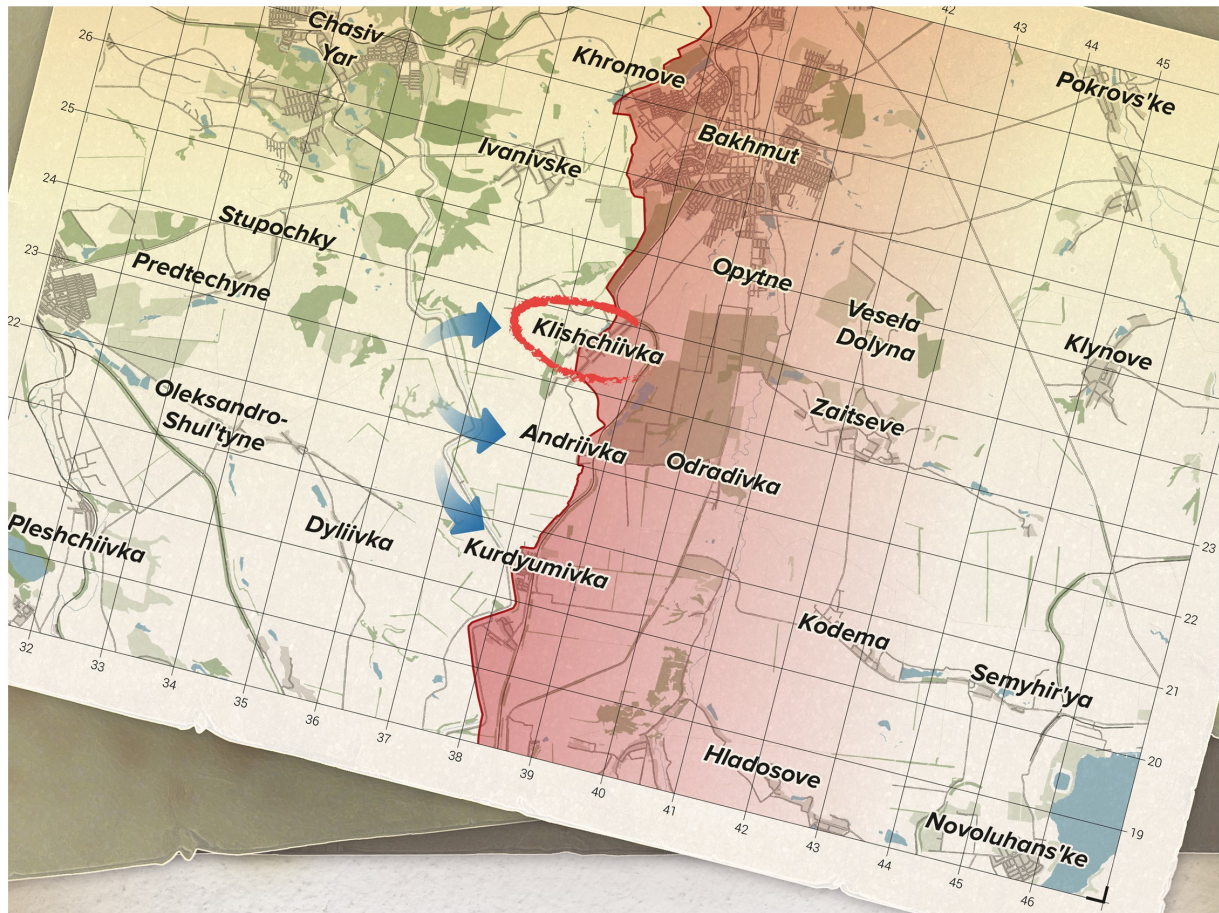 42
43
44
45
26
Chasiv
Yar
Khromove
Pokrovs'ke
25
Bakhmut
Ivanivske
24
Stupochky
23
Predtechyne
Opytne
Vesela
Dolyna
22
Klishchiivka
Klynove
Oleksandro-
Shul'tyne
Andriivka
Zaitseve
Odradivka
Pleshchiivka
Dyliivka
Kurdyumivka
23
Kodema
22
32
33
34
35
36
37
38
39
40
41
42
43
44
45
46
Semyhir'ya
21
20
Hladosove
19
Novoluhans'ke